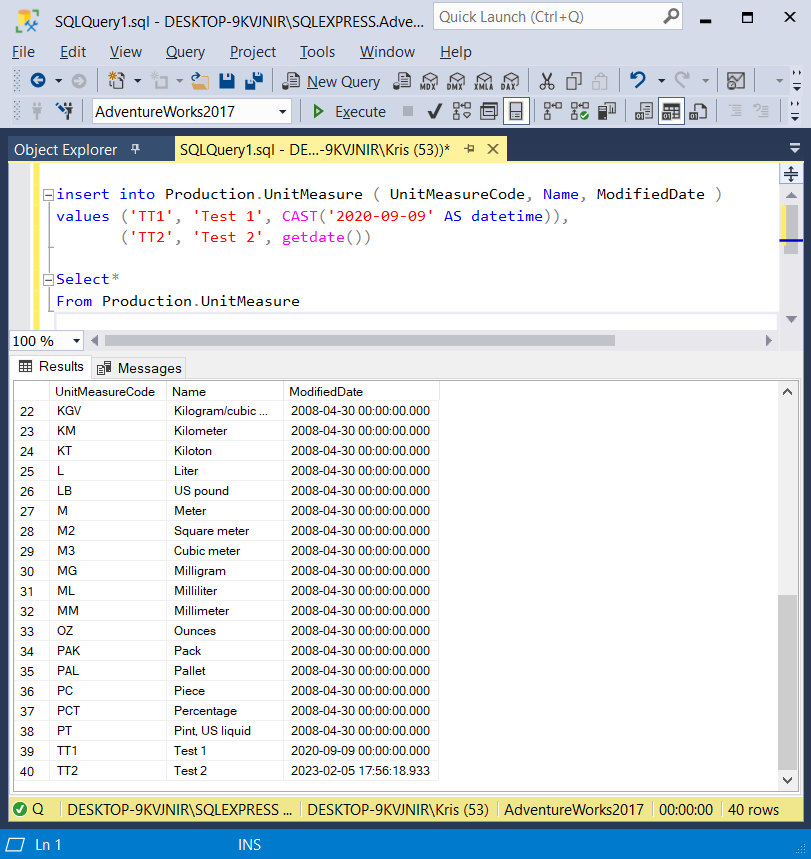 SQLQuery1.sql - DESKTOP-9KVJNIR\SQLEXPRESS.Adve...
Quick Launch (Ctrl+Q)
File Edit View Query Project Tools Window Help
New Query MDX DMX XMLA DAX
AdventureWorks2017 Execute
Object Explorer SQLQuery1.sql - DE...-9KVJNIR\Kris (53))*
insert into Production.UnitMeasure ( UnitMeasureCode, Name, ModifiedDate )
values ('TT1', 'Test 1', CAST('2020-09-09' AS datetime)),
('TT2', 'Test 2', getdate())
Select*
From Production.UnitMeasure
100 %
Results Messages
UnitMeasureCode Name ModifiedDate
22 KGV Kilogram/cubic ... 2008-04-30 00:00:00.000
23 KM Kilometer 2008-04-30 00:00:00.000
24 KT Kiloton 2008-04-30 00:00:00.000
25 L Liter 2008-04-30 00:00:00.000
26 LB US pound 2008-04-30 00:00:00.000
27 M Meter 2008-04-30 00:00:00.000
28 M2 Square meter 2008-04-30 00:00:00.000
29 M3 Cubic meter 2008-04-30 00:00:00.000
30 MG Milligram 2008-04-30 00:00:00.000
31 ML Milliliter 2008-04-30 00:00:00.000
32 MM Millimeter 2008-04-30 00:00:00.000
33 OZ Ounces 2008-04-30 00:00:00.000
34 PAK Pack 2008-04-30 00:00:00.000
35 PAL Pallet 2008-04-30 00:00:00.000
36 PC Piece 2008-04-30 00:00:00.000
37 PCT Percentage 2008-04-30 00:00:00.000
38 PT Pint, US liquid 2008-04-30 00:00:00.000
39 TT1 Test 1 2020-09-09 00:00:00.000
40 TT2 Test 2 2023-02-05 17:56:18.933
Q DESKTOP-9KVJNIR\SQLEXPRESS ... DESKTOP-9KVJNIR\Kris (53) AdventureWorks2017 00:00:00 40 rows
Ln 1 INS